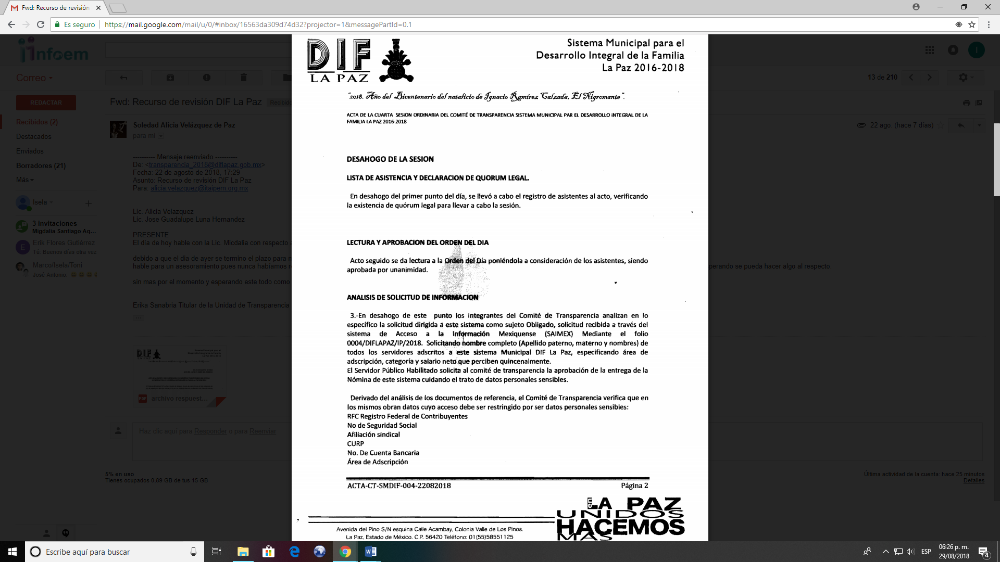 Fwd: Recurso de revisión
Es seguro
https://mail.google.com/mail/u/0/#inbox/16563da309d74d32?projector=1&messagePartId=0.1
infoem
Correo
13 de 210
REDACTAR
Fwd: Recurso de revisión DIF La Paz
Recibidos (2)
Destacados
Enviados
Borradores (21)
Más
Isela
3 invitaciones
Migdalia Santiago Aq...
Erik Flores Gutiérrez
Tú: Buenos días otra vez
Marco/Isela/Toni
José Antonio:
Soledad Alicia Velázquez de Paz
para mí
22 ago. (hace 7 días)
---------- Mensaje reenviado ----------
De: <transparencia_2018@diflapaz.gob.mx>
Fecha: 22 de agosto de 2018, 17:29
Asunto: Recurso de revisión DIF La Paz
Para: alicia.velazquez@itaipem.org.mx
Lic. Alicia Velazquez
Lic. Jose Guadalupe Luna Hernandez
PRESENTE
El dia de hoy hable con la Lic. Micdalia con respecto a
debido a que el dia de ayer se termino el plazo para
hable para un asesoramiento pues nunca habiamos
perando se pueda hacer algo al respecto.
sin mas por el momento y esperando este todo como
Erika Sanabria Titular de la Unidad de Transparencia
archivo respuest...
Haz clic aquí para Responder o para Reenviar
5% en uso
Tienes ocupados 0.89 GB de tus 15 GB
Última actividad de la cuenta: hace 25 minutos
Detalles
DIF
LA PAZ
Sistema Municipal para el
Desarrollo Integral de la Familia
La Paz 2016-2018
"2018. Año del Bicentenario del natalicio de Ignacio Ramírez Calzada, El Nigromante".
ACTA DE LA CUARTA SESION ORDINARIA DEL COMITÉ DE TRANSPARENCIA SISTEMA MUNICIPAL PAR EL DESARROLLO INTEGRAL DE LA
FAMILIA LA PAZ 2016-2018
DESAHOGO DE LA SESION
LISTA DE ASISTENCIA Y DECLARACION DE QUORUM LEGAL.
En desahogo del primer punto del día, se llevó a cabo el registro de asistentes al acto, verificando
la existencia de quórum legal para llevar a cabo la sesión.
LECTURA Y APROBACION DEL ORDEN DEL DIA
Acto seguido se da lectura a la Orden del Día poniéndola a consideración de los asistentes, siendo
aprobada por unanimidad.
ANALISIS DE SOLICITUD DE INFORMACION
3.-En desahogo de este punto los Integrantes del Comité de Transparencia analizan en lo
específico la solicitud dirigida a este sistema como sujeto Obligado, solicitud recibida a través del
sistema de Acceso a la Información Mexiquense (SAIMEX) Mediante el folio
0004/DIFLAPAZ/IP/2018. Solicitando nombre completo (Apellido paterno, materno y nombres) de
todos los servidores adscritos a este sistema Municipal DIF La Paz, especificando área de
adscripción, categoría y salario neto que perciben quincenalmente.
El Servidor Público Habilitado solicita al comité de transparencia la aprobación de la entrega de la
Nómina de este sistema cuidando el trato de datos personales sensibles.
Derivado del análisis de los documentos de referencia, el Comité de Transparencia verifica que en
los mismos obran datos cuyo acceso debe ser restringido por ser datos personales sensibles:
RFC Registro Federal de Contribuyentes
No de Seguridad Social
Afiliación sindical
CURP
No. De Cuenta Bancaria
Área de Adscripción
ACTA-CT-SMDIF-004-22082018
Página 2
en LA PAZ
UNIDOS
HACEMOS
MAS
Avenida del Pino S/N esquina Calle Acambay, Colonia Valle de Los Pinos.
La Paz, Estado de México. C.P. 56420 Teléfono: 01(55)58551125
Escribe aquí para buscar
ESP
06:26 p. m.
29/08/2018
4